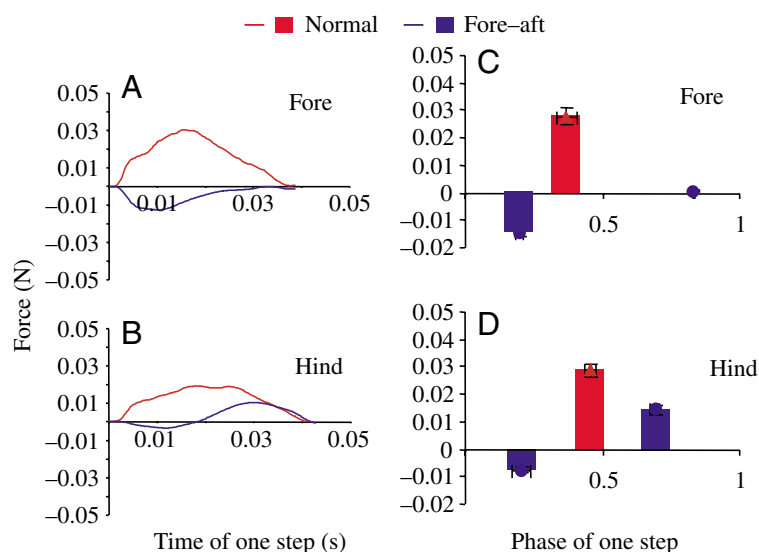 Normal Fore–aft
A
Fore
0.05
0.03
0.01
–0.01
–0.03
–0.05
0.01 0.03 0.05
C
Fore
0.05
0.04
0.03
0.02
0.01
0
–0.01
–0.02
0.5 1
Force (N)
B
Hind
0.05
0.03
0.01
–0.01
–0.03
–0.05
0.01 0.03 0.05
Time of one step (s)
D
Hind
0.05
0.04
0.03
0.02
0.01
0
–0.01
–0.02
0.5 1
Phase of one step